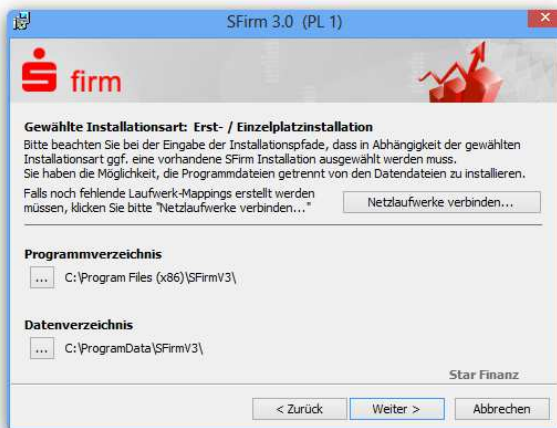 SFirm 3.0 (PL 1)
firm
Gewählte Installationsart: Erst- / Einzelplatzinstallation
Bitte beachten Sie bei der Eingabe der Installationspfade, dass in Abhängigkeit der gewählten
Installationsart ggf. eine vorhandene SFirm Installation ausgewählt werden muss.
Sie haben die Möglichkeit, die Programmdateien getrennt von den Datendateien zu installieren.
Falls noch fehlende Laufwerk-Mappings erstellt werden
müssen, klicken Sie bitte "Netzlaufwerke verbinden..."
Netzlaufwerke verbinden...
Programmverzeichnis
... C:\Program Files (x86)\SFirmV3\
Datenverzeichnis
... C:\ProgramData\SFirmV3\
Star Finanz
< Zurück Weiter > Abbrechen